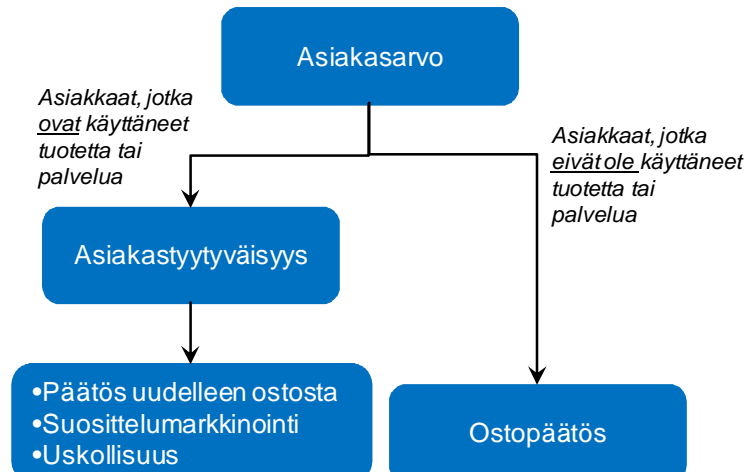 Asiakasarvo
Asiakkaat, jotka
ovat käyttäneet
tuotetta tai
palvelua
Asiakkaat, jotka
eivät ole käyttäneet
tuotetta tai
palvelua
Asiakastyytyväisyys
•Päätös uudelleen ostosta
•Suosittelumarkkinointi
•Uskollisuus
Ostopäätös